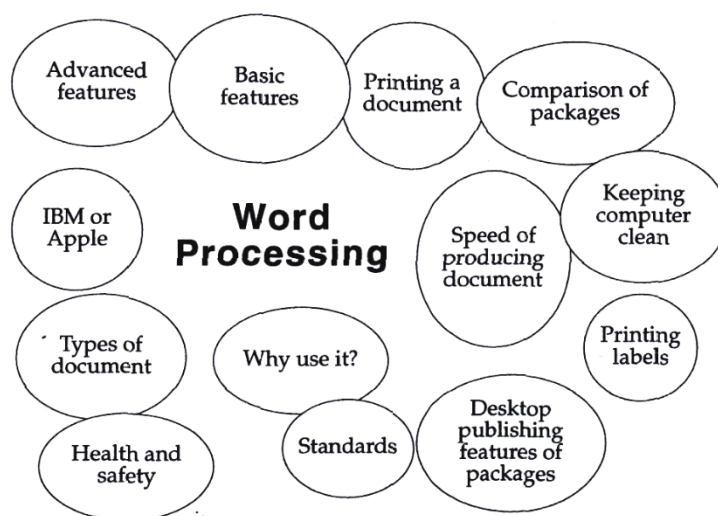 Advanced
features
Basic
features
Printing a
document
Comparison of
packages
IBM or
Apple
Word
Processing
Speed of
producing
document
Keeping
computer
clean
Types of
document
Why use it?
Printing
labels
Health and
safety
Standards
Desktop
publishing
features of
packages